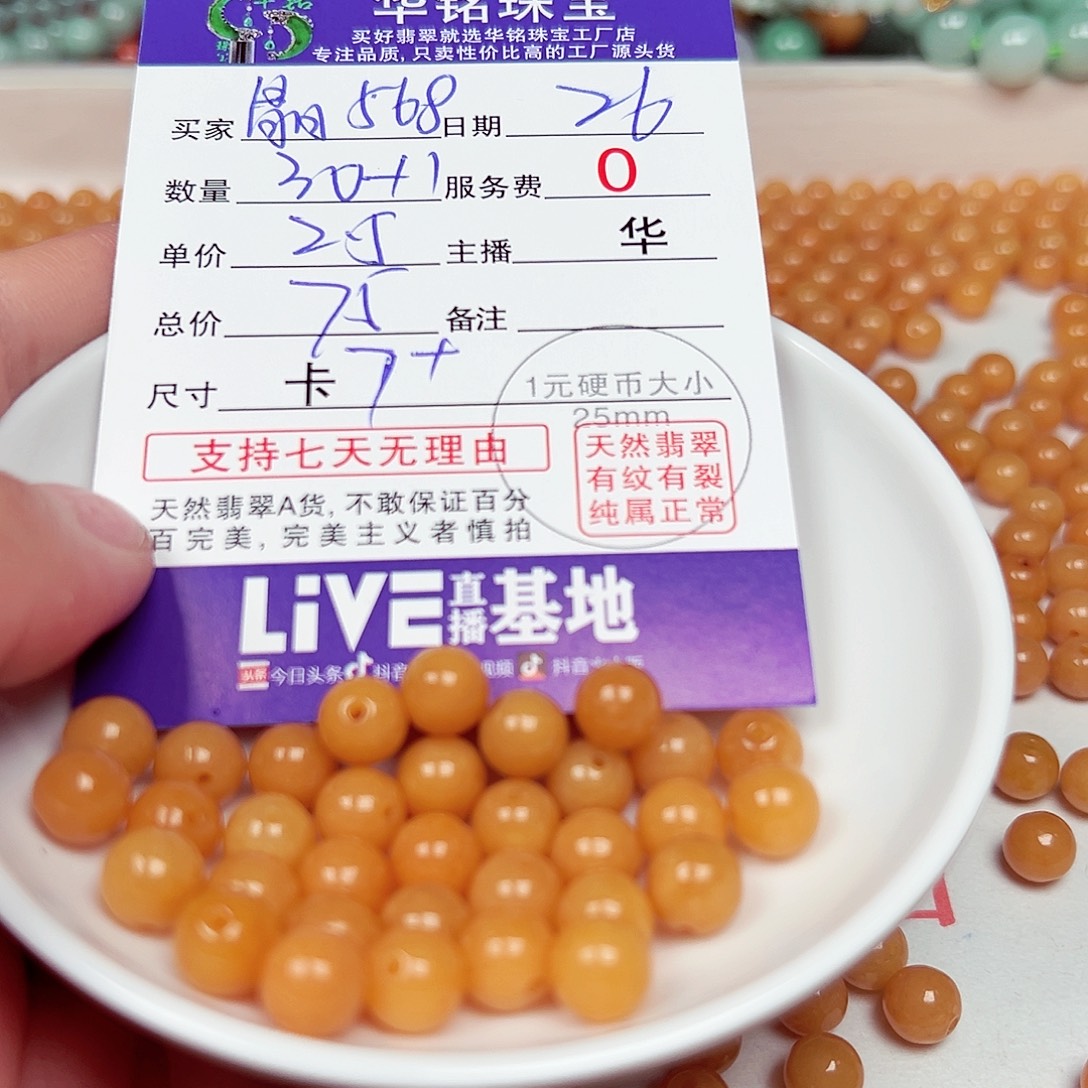 华铭珠宝
买好翡翠就选华铭珠宝工厂店
专注品质,只卖性价比高的工厂源头货
买家 晶晶568 日期 26
数量 30+1 服务费 0
单价 25 主播 华
总价 75 备注
尺寸 卡 7+
1元硬币大小
25mm
支持七天无理由
天然翡翠
有纹有裂
纯属正常
天然翡翠A货,不敢保证百分
百完美,完美主义者慎拍
LiVE直播基地
头条 今日头条 抖音 视频 抖音